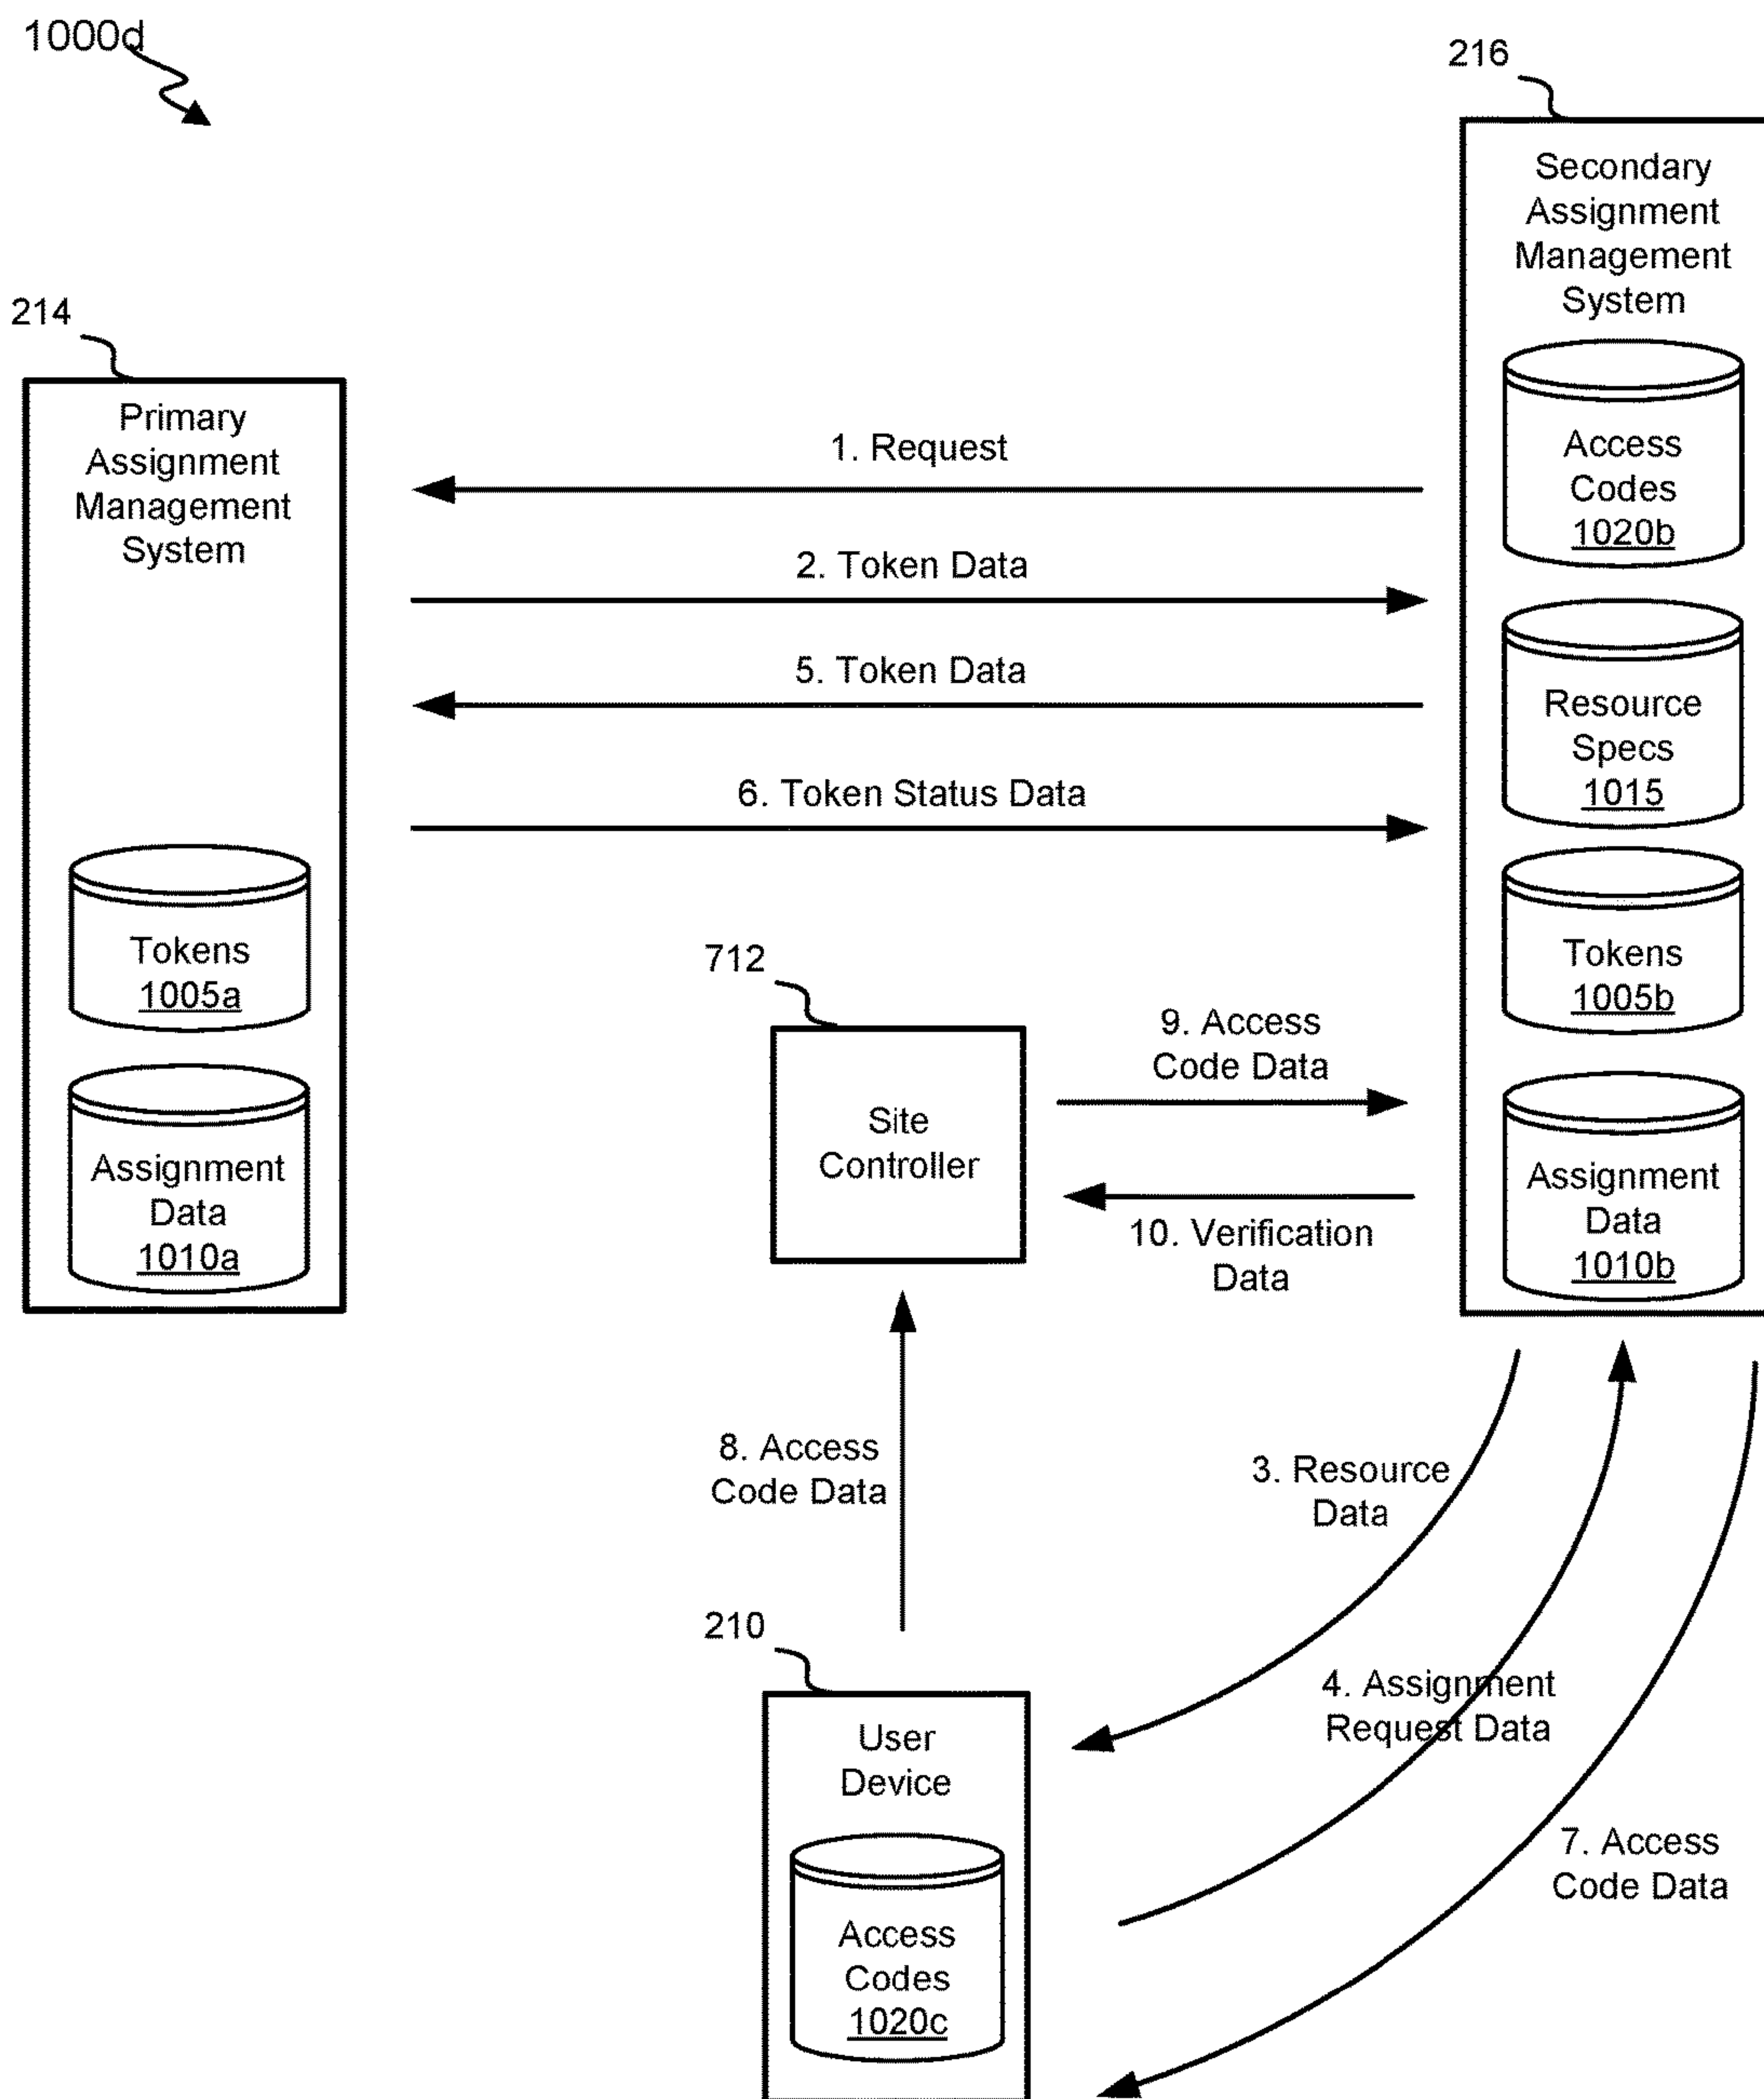 1000d
216
Secondary
Assignment
Management
System
214
Primary
Assignment
Management
System
Access
Codes
1020b
1. Request
2. Token Data
5. Token Data
Resource
Specs
1015
6. Token Status Data
Tokens
1005a
Tokens
1005b
712
9. Access
Code Data
Site
Controller
Assignment
Data
1010a
Assignment
Data
1010b
10. Verification
Data
8. Access
Code Data
3. Resource
Data
210
4. Assignment
Request Data
User
Device
7. Access
Code Data
Access
Codes
1020c